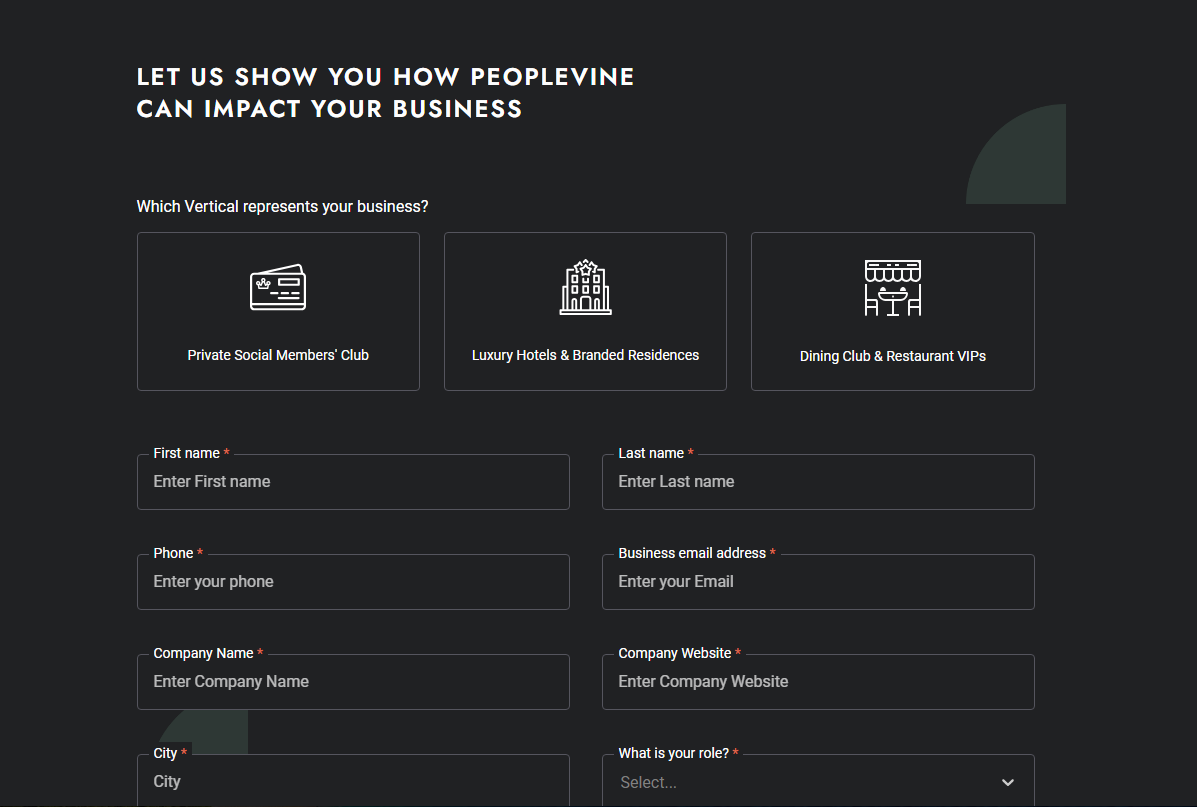 LET US SHOW YOU HOW PEOPLEVINE
CAN IMPACT YOUR BUSINESS
Which Vertical represents your business?
Private Social Members' Club
Luxury Hotels & Branded Residences
Dining Club & Restaurant VIPs
First name *
Enter First name
Last name *
Enter Last name
Phone *
Enter your phone
Business email address *
Enter your Email
Company Name *
Enter Company Name
Company Website *
Enter Company Website
City *
City
What is your role? *
Select...